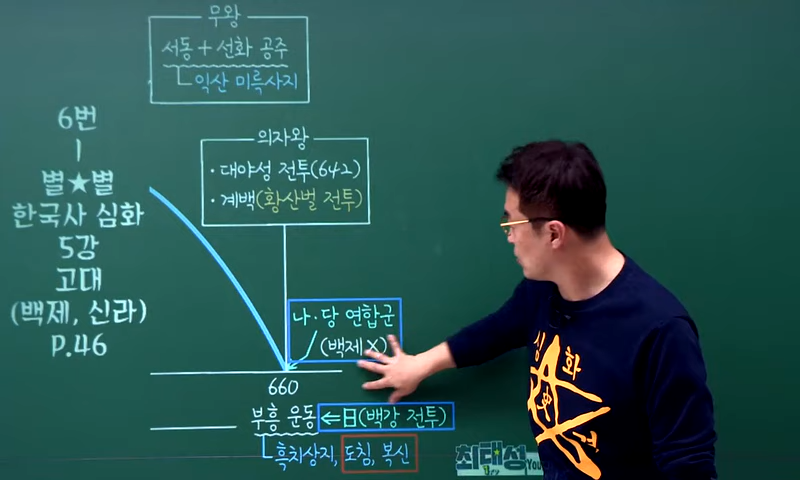 무왕
서동 + 선화 공주
익산 미륵사지
6번
별★별
한국사 심화
5강
고대
(백제, 신라)
P.46
의자왕
· 대야성 전투(642)
· 계백(황산벌 전투)
나·당 연합군
(백제 X)
660
부흥 운동 ⇐ 日(백강 전투)
흑치상지, 도침, 복신
심화
최태성
You